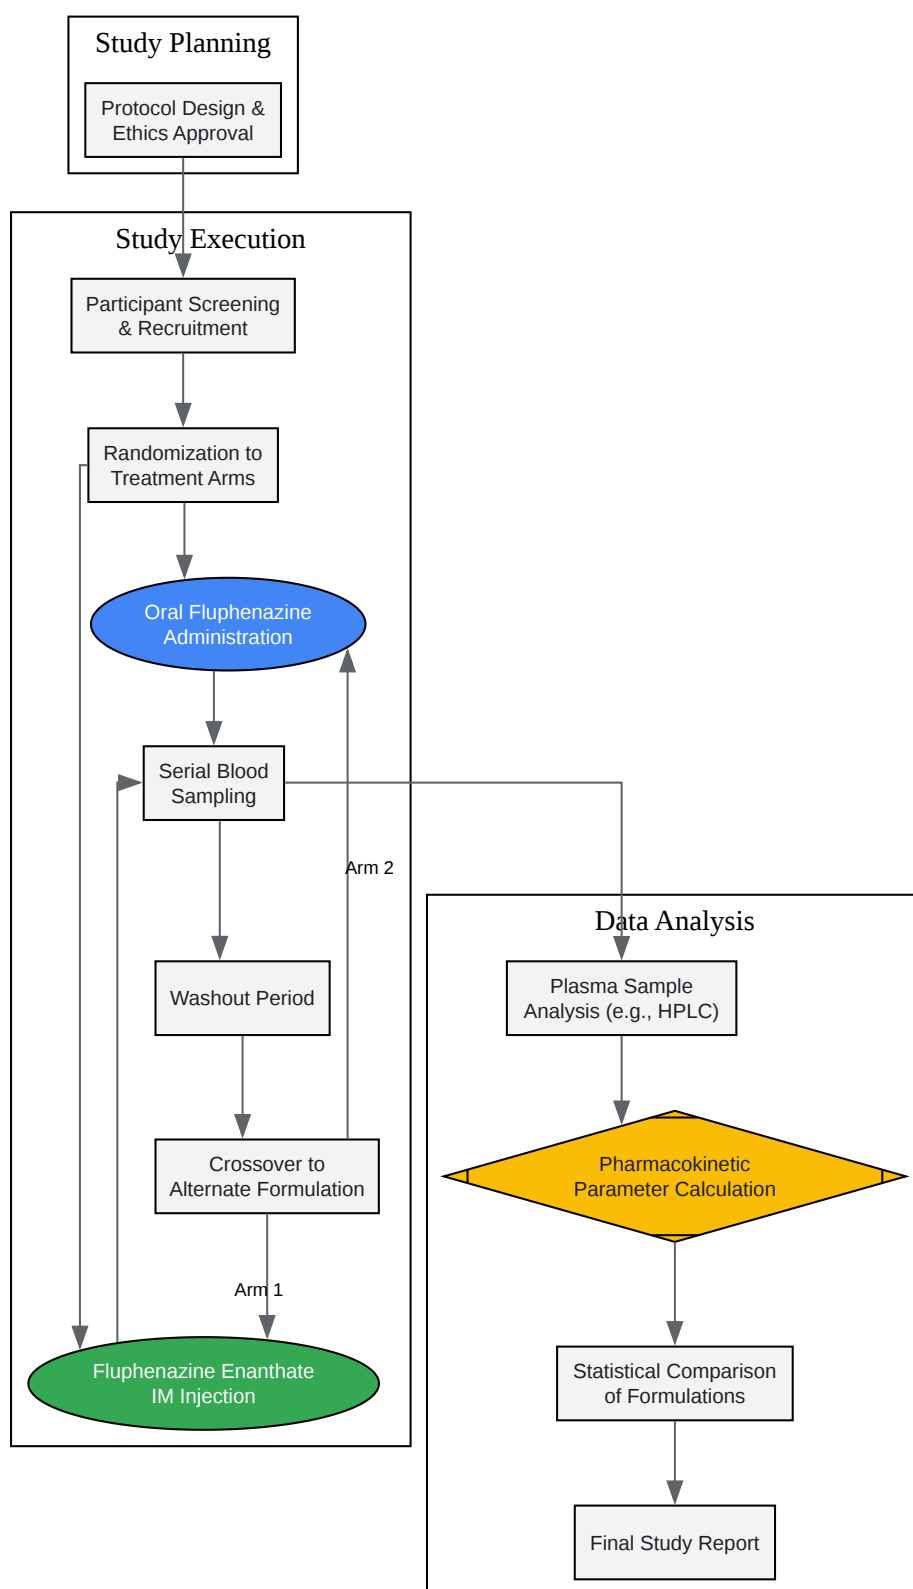 Study Planning
Protocol Design &
Ethics Approval
Study Execution
Participant Screening
& Recruitment
Randomization to
Treatment Arms
Oral Fluphenazine
Administration
Serial Blood
Sampling
Arm 2
Washout Period
Crossover to
Alternate Formulation
Arm 1
Fluphenazine Enanthate
IM Injection
Data Analysis
Plasma Sample
Analysis (e.g., HPLC)
Pharmacokinetic
Parameter Calculation
Statistical Comparison
of Formulations
Final Study Report